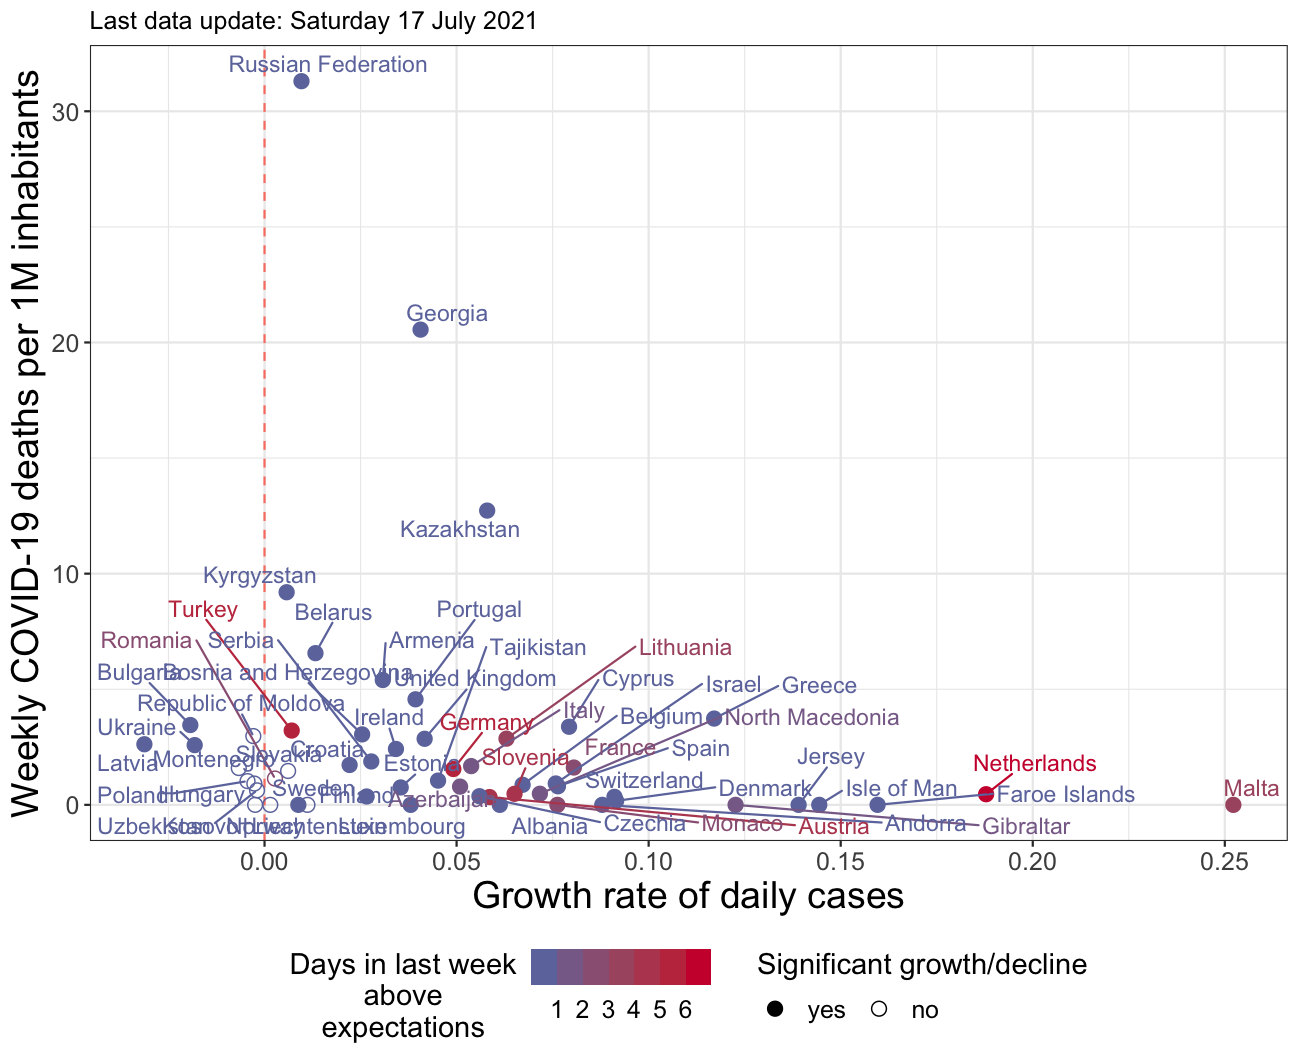 Last data update: Saturday 17 July 2021
Weekly COVID-19 deaths per 1M inhabitants
30
20
10
0
Russian Federation
Georgia
Kazakhstan
Kyrgyzstan
Turkey
Belarus
Portugal
Romania
Serbia
Armenia
Tajikistan
Lithuania
Bulgaria
Bosnia and Herzegovina
United Kingdom
Cyprus
Israel
Greece
Republic of Moldova
Ireland
Italy
Belgium
North Macedonia
Ukraine
Germany
Croatia
Slovakia
France
Spain
Latvia
Montenegro
Estonia
Slovenia
Jersey
Netherlands
Poland
Hungary
Sweden
Finland
Azerbaijan
Switzerland
Denmark
Isle of Man
Faroe Islands
Malta
Uzbekistan
Kosovo
Norway
Liechtenstein
Luxembourg
Albania
Czechia
Monaco
Austria
Andorra
Gibraltar
0.00
0.05
0.10
0.15
0.20
0.25
Growth rate of daily cases
Days in last week
above
expectations
1 2 3 4 5 6
Significant growth/decline
yes
no